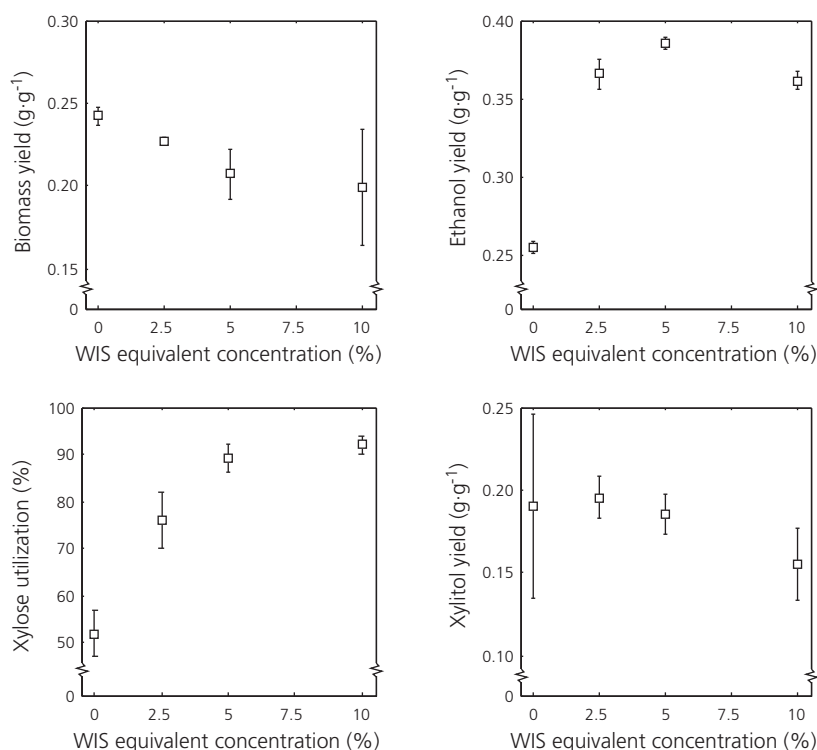 0.30
0.25
0.20
0.15
0
Biomass yield (g·g⁻¹)
0 2.5 5 7.5 10
WIS equivalent concentration (%)
0.40
0.35
0.30
0.25
0
Ethanol yield (g·g⁻¹)
0 2.5 5 7.5 10
WIS equivalent concentration (%)
100
90
80
70
60
50
0
Xylose utilization (%)
0 2.5 5 7.5 10
WIS equivalent concentration (%)
0.25
0.20
0.15
0.10
0
Xylitol yield (g·g⁻¹)
0 2.5 5 7.5 10
WIS equivalent concentration (%)